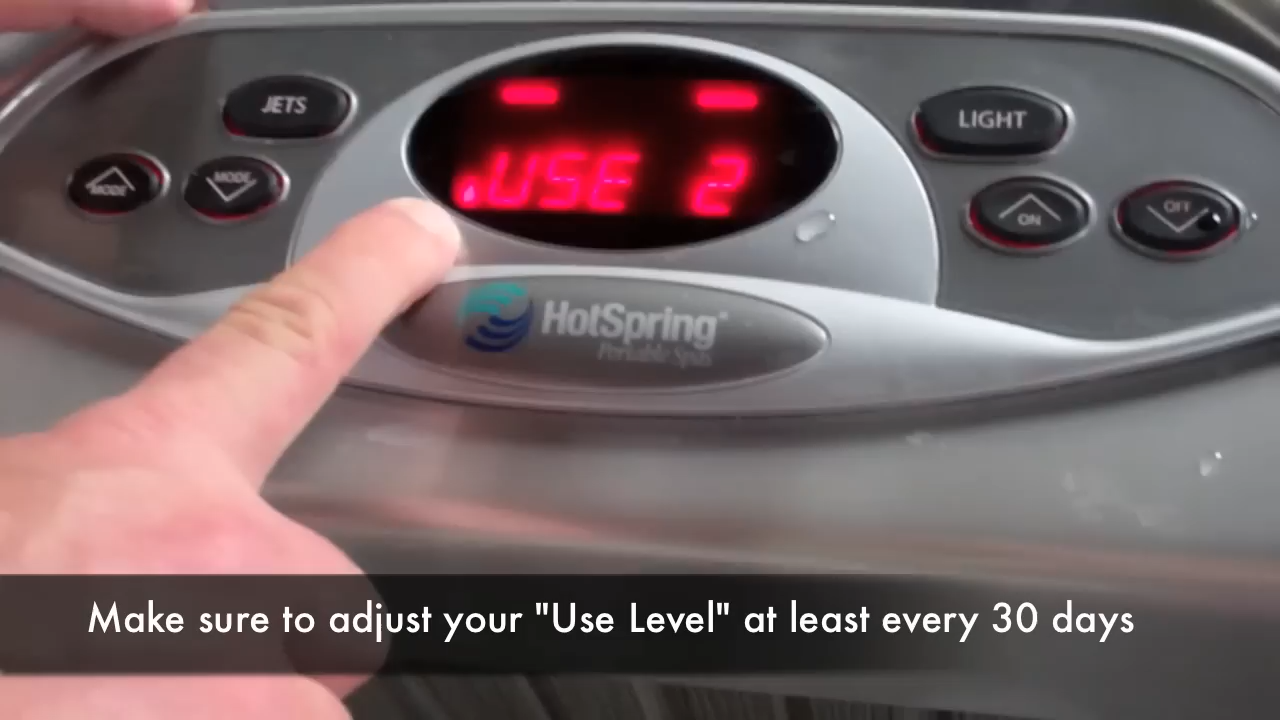 JETS
MODE
MODE
USE 2
LIGHT
ON
OFF
HotSpring®
Portable Spas
Make sure to adjust your "Use Level" at least every 30 days